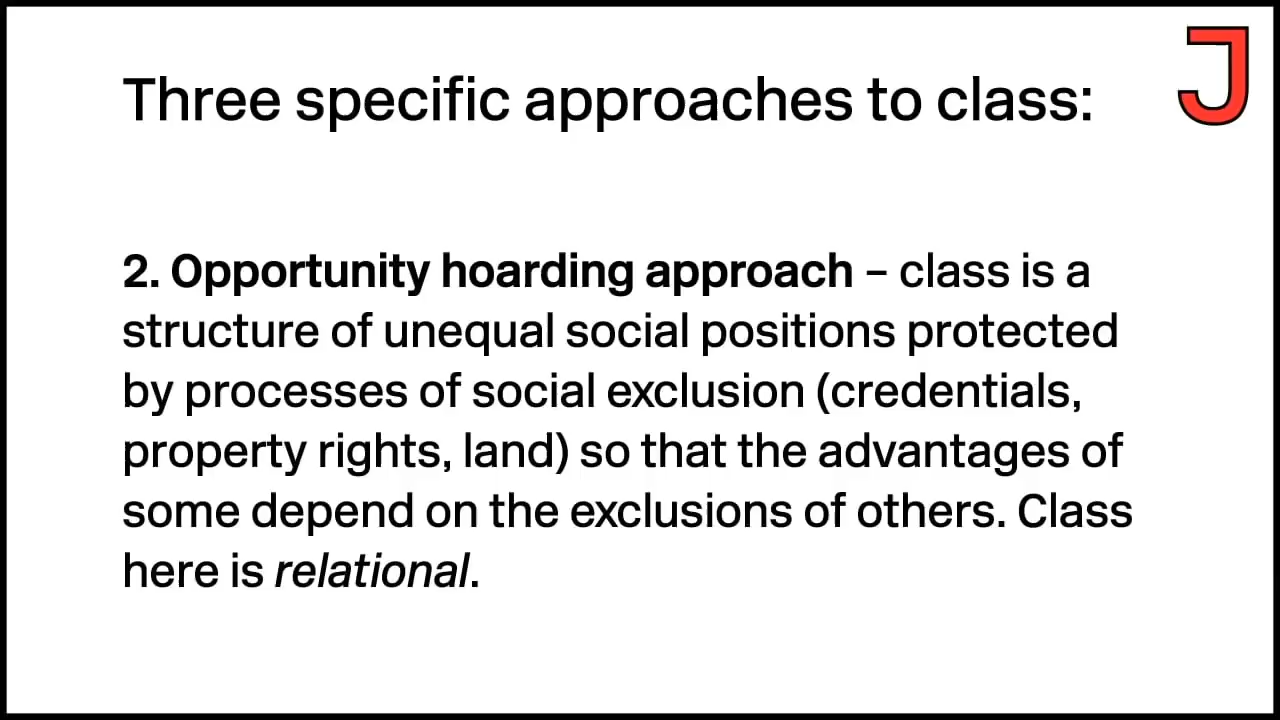 Three specific approaches to class:
J
2. Opportunity hoarding approach – class is a
structure of unequal social positions protected
by processes of social exclusion (credentials,
property rights, land) so that the advantages of
some depend on the exclusions of others. Class
here is relational.